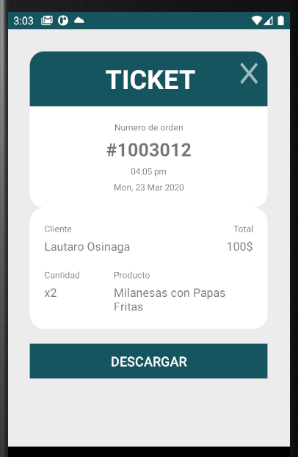 3:03
TICKET
Numero de orden
#1003012
04:05 pm
Mon, 23 Mar 2020
Cliente Total
Lautaro Osinaga 100$
Cantidad Producto
x2 Milanesas con Papas
Fritas
DESCARGAR